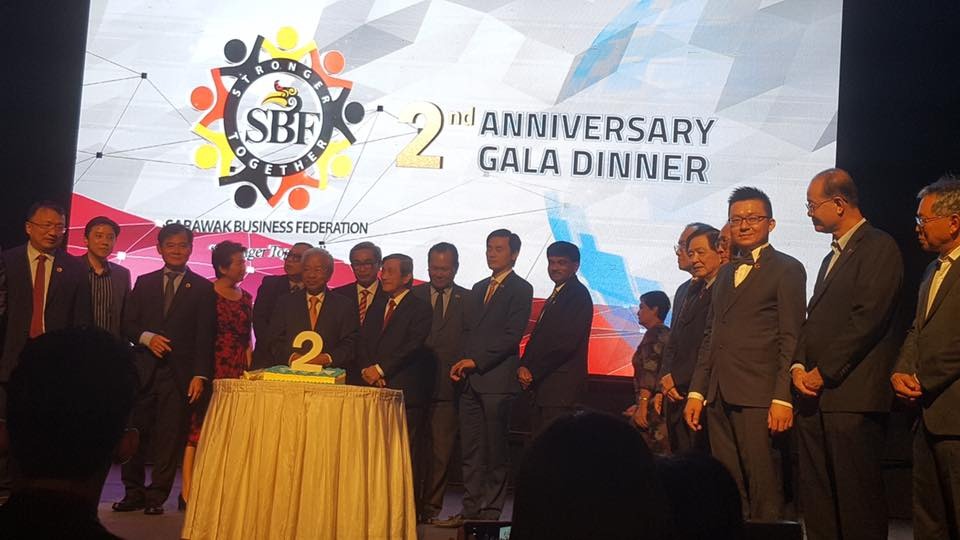 STRONGER
SBF
TOGETHER
SARAWAK BUSINESS FEDERATION
2nd ANNIVERSARY
GALA DINNER
2